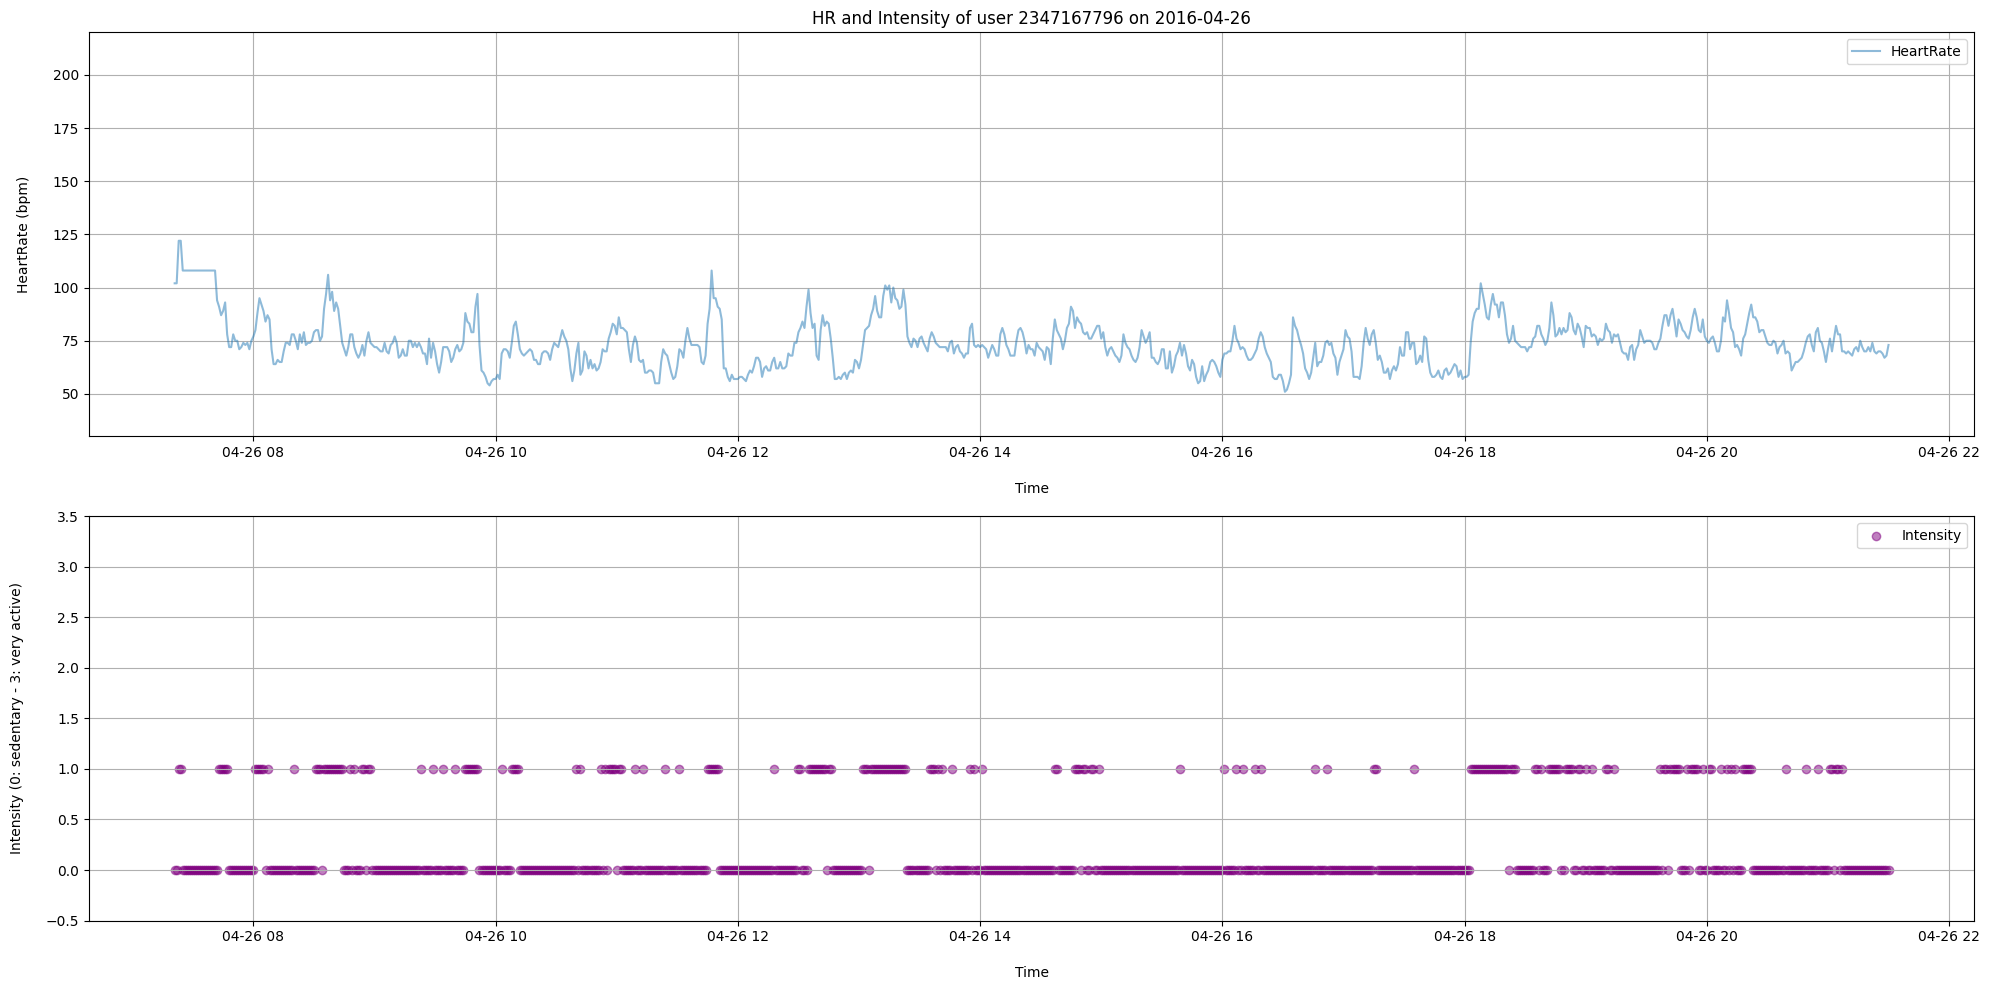 HR and Intensity of user 2347167796 on 2016-04-26
HeartRate
200
175
150
125
100
75
50
HeartRate (bpm)
04-26 08 04-26 10 04-26 12 04-26 14 04-26 16 04-26 18 04-26 20 04-26 22
Time
Intensity
3.5
3.0
2.5
2.0
1.5
1.0
0.5
0.0
−0.5
Intensity (0: sedentary - 3: very active)
04-26 08 04-26 10 04-26 12 04-26 14 04-26 16 04-26 18 04-26 20 04-26 22
Time